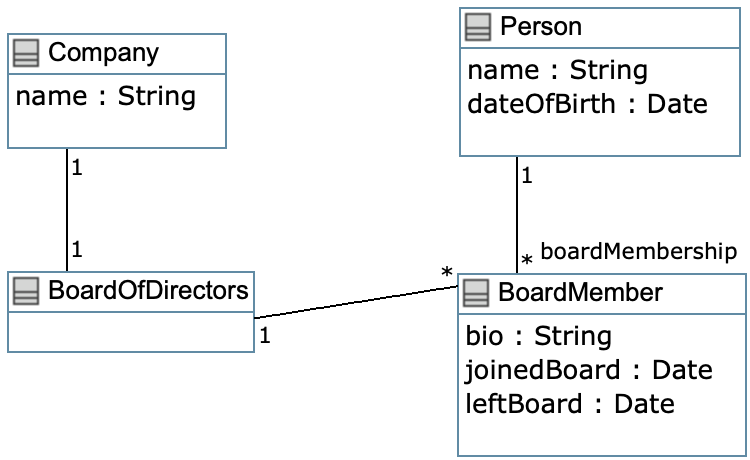 Company
name : String
Person
name : String
dateOfBirth : Date
1
1
1
* boardMembership
BoardOfDirectors
1
*
BoardMember
bio : String
joinedBoard : Date
leftBoard : Date